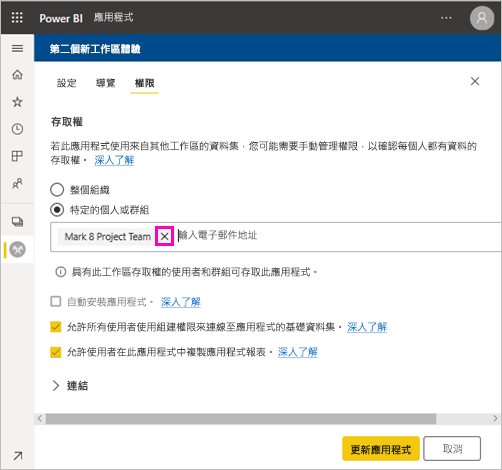 Power BI 應用程式
第二個新工作區體驗
設定 導覽 權限
存取權
若此應用程式使用來自其他工作區的資料集，您可能需要手動管理權限，以確認每個人都有資料的
存取權。 深入了解
整個組織
特定的個人或群組
Mark 8 Project Team 輸入電子郵件地址
具有此工作區存取權的使用者和群組可存取此應用程式。
自動安裝應用程式。 深入了解
允許所有使用者使用組建權限來連線至應用程式的基礎資料集。 深入了解
允許使用者在此應用程式中複製應用程式報表。 深入了解
連結
更新應用程式 取消